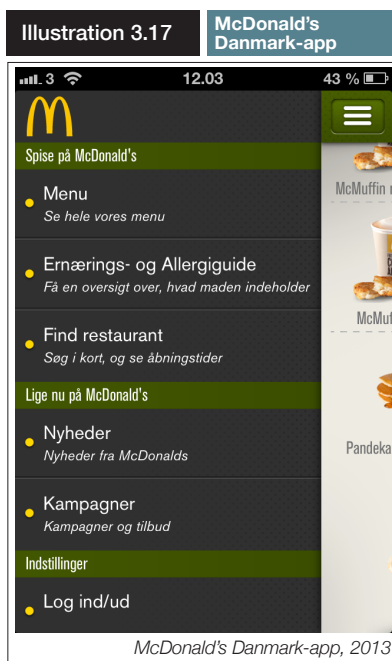 Illustration 3.17
McDonald's
Danmark-app
3
12.03
43 %
Spise på McDonald's
Menu
Se hele vores menu
Ernærings- og Allergiguide
Få en oversigt over, hvad maden indeholder
Find restaurant
Søg i kort, og se åbningstider
Lige nu på McDonald's
Nyheder
Nyheder fra McDonalds
Kampagner
Kampagner og tilbud
Indstillinger
Log ind/ud
McMuffin
McMuf
Pandeka
McDonald's Danmark-app, 2013